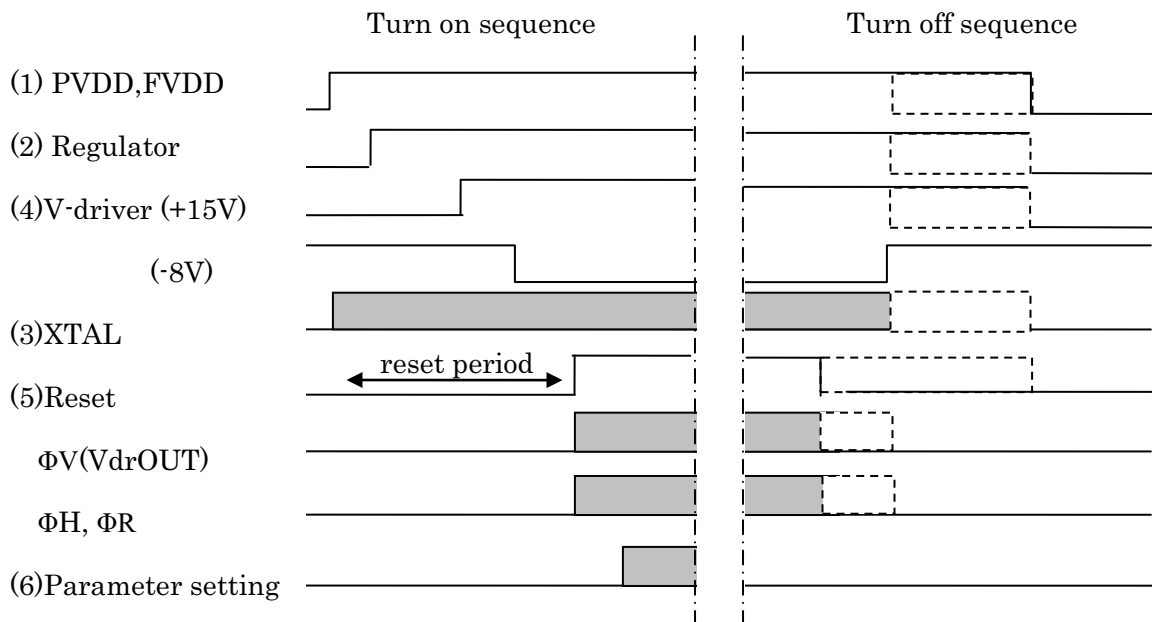 Turn on sequence
Turn off sequence
(1) PVDD,FVDD
(2) Regulator
(4)V-driver (+15V)
(-8V)
(3)XTAL
reset period
(5)Reset
ΦV(VdrOUT)
ΦH, ΦR
(6)Parameter setting